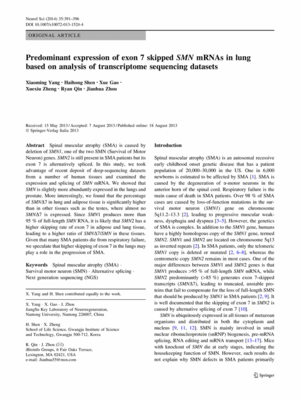 Neurol Sci (2014) 35:391–396
DOI 10.1007/s10072-013-1524-4
ORIGINAL ARTICLE
Predominant expression of exon 7 skipped SMN mRNAs in lung
based on analysis of transcriptome sequencing datasets
Xiaoming Yang · Haihong Shen · Xue Gao ·
Xuexiu Zheng · Ryan Qin · Jianhua Zhou
Received: 15 May 2013 / Accepted: 7 August 2013 / Published online: 18 August 2013
© Springer-Verlag Italia 2013
Abstract Spinal muscular atrophy (SMA) is caused by
deletion of SMN1, one of the two SMN (Survival of Motor
Neuron) genes. SMN2 is still present in SMA patients but its
exon 7 is alternatively spliced. In this study, we took
advantage of recent deposit of deep-sequencing datasets
from a number of human tissues and examined the
expression and splicing of SMN mRNA. We showed that
SMN is slightly more abundantly expressed in the lungs and
prostate. More interestingly, we found that the percentage
of SMNΔ7 in lung and adipose tissue is significantly higher
than in other tissues such as the testes, where almost no
SMNΔ7 is expressed. Since SMN1 produces more than
95 % of full-length SMN RNA, it is likely that SMN2 has a
higher skipping rate of exon 7 in adipose and lung tissue,
leading to a higher ratio of SMNΔ7/SMN in these tissues.
Given that many SMA patients die from respiratory failure,
we speculate that higher skipping of exon 7 in the lungs may
play a role in the progression of SMA.
Keywords Spinal muscular atrophy (SMA) ·
Survival motor neuron (SMN) · Alternative splicing ·
Next generation sequencing (NGS)
X. Yang and H. Shen contributed equally to the work.
X. Yang · X. Gao · J. Zhou
JiangSu Key Laboratory of Neuroregeneration,
Nantong University, Nantong 226007, China
H. Shen · X. Zheng
School of Life Science, Gwangju Institute of Science
and Technology, Gwangju 500-712, Korea
R. Qin · J. Zhou (✉)
Introduction
Spinal muscular atrophy (SMA) is an autosomal recessive
early childhood onset genetic disease that has a patient
population of 20,000–30,000 in the US. One in 6,000
newborns is estimated to be affected by SMA [1]. SMA is
caused by the degeneration of α-motor neurons in the
anterior horn of the spinal cord. Respiratory failure is the
main cause of death in SMA patients. Over 98 % of SMA
cases are caused by loss-of-function mutations in the sur-
vival motor neuron (SMN1) gene on chromosome
5q11.2-13.3 [2], leading to progressive muscle weak-
ness, dysphagia and dyspnea [3–5]. However, the genetics
of SMA is complex. In addition to the SMN1 gene, humans
have a highly homologous copy of the SMN1 gene, termed
SMN2. SMN1 and SMN2 are located on chromosome 5q13
as inverted repeats [2]. In SMA patients, only the telomeric
SMN1 copy is deleted or mutated [2, 6–8], whereas the
centromeric copy SMN2 remains in most cases. One of the
major differences between SMN1 and SMN2 genes is that
SMN1 produces >95 % of full-length SMN mRNA, while
SMN2 predominantly (~85 %) generates exon 7-skipped
transcripts (SMNΔ7), leading to truncated, unstable pro-
teins that fail to compensate for the loss of full-length SMN
that should be produced by SMN1 in SMA patients [2, 9]. It
is well documented that the skipping of exon 7 in SMN2 is
caused by alternative splicing of exon 7 [10].
SMN is ubiquitously expressed in all tissues of metazoan
organisms and distributed in both the cytoplasm and
nucleus [9, 11, 12]. SMN is mainly involved in small
nuclear ribonucleoprotein (snRNP) biogenesis, pre-mRNA
splicing, RNA editing and mRNA transport [13–17]. Mice
with knockout of SMN die at early stages, indicating the
housekeeping function of SMN. However, such results do
not explain why SMN defects in SMA patients primarily
Springer